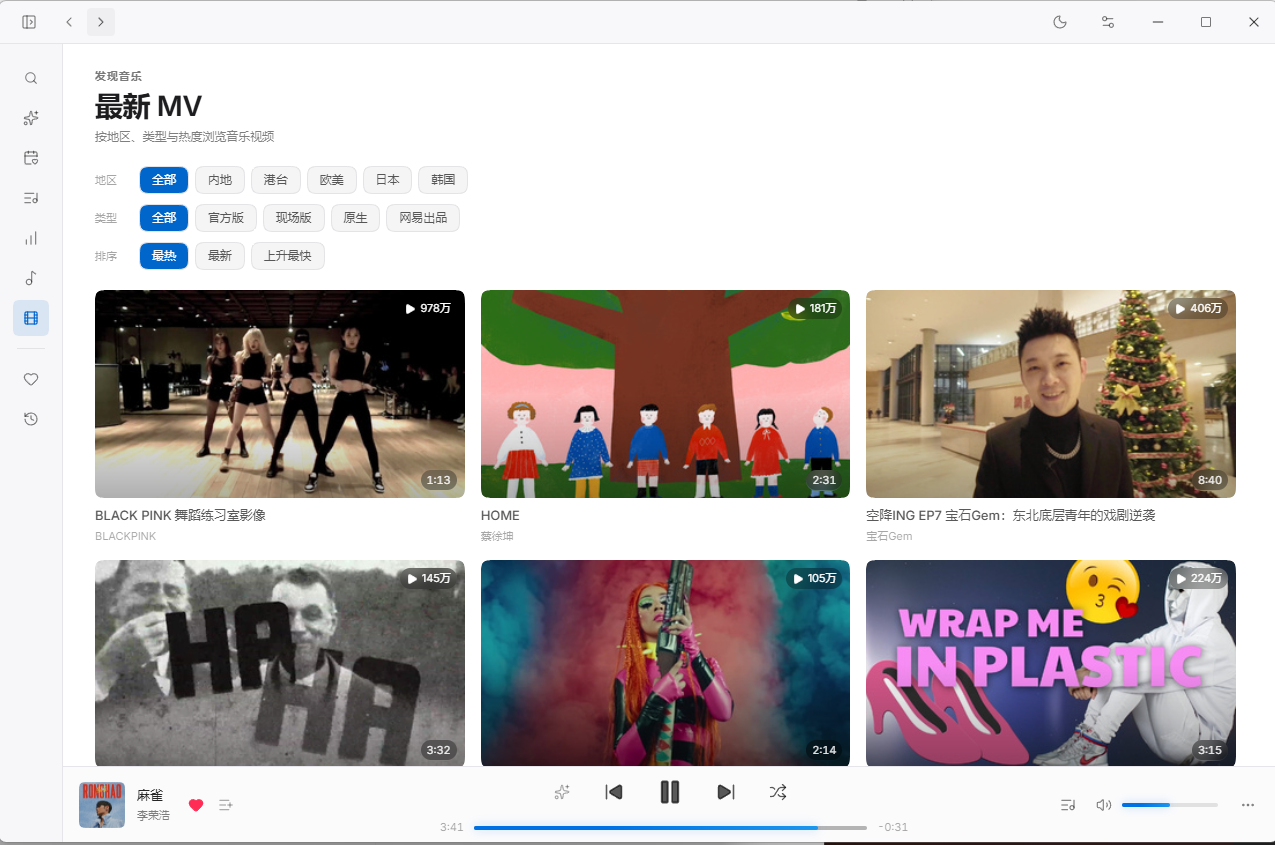 发现音乐
最新 MV
按地区、类型与热度浏览音乐视频
地区 全部 内地 港台 欧美 日本 韩国
类型 全部 官方版 现场版 原生 网易出品
排序 最热 最新 上升最快
978万
1:13
181万
2:31
406万
8:40
BLACK PINK 舞蹈练习室影像
BLACKPINK
HOME
蔡徐坤
空降ING EP7 宝石Gem：东北底层青年的戏剧逆袭
宝石Gem
145万
HA
HA
3:32
105万
2:14
224万
WRAP ME
IN PLASTIC
3:15
RONGHAO
麻雀
李荣浩
3:41
-0:31